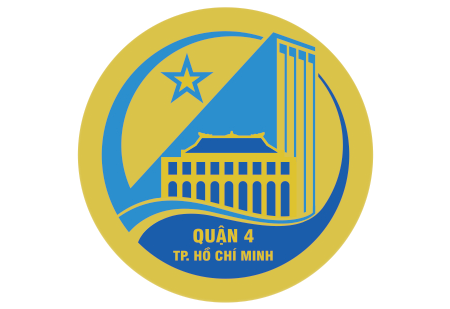 QUẬN 4
TP. HỒ CHÍ MINH